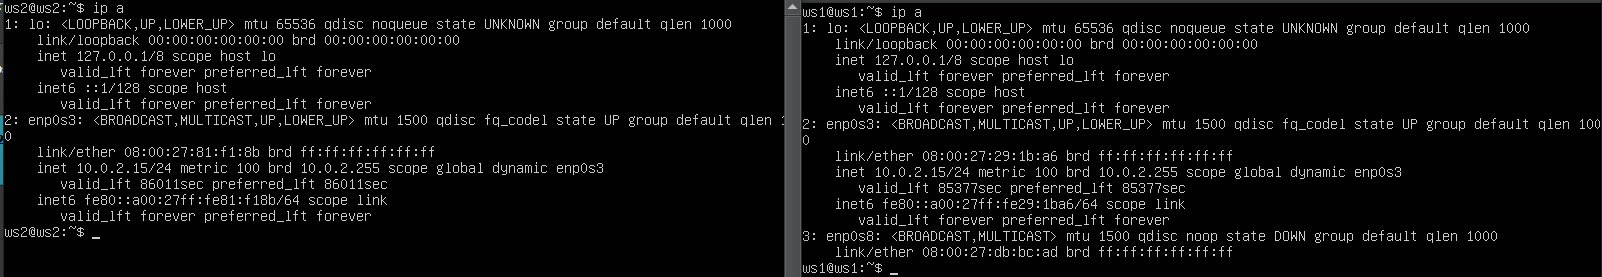 ws2@ws2:~$ ip a
1: lo: <LOOPBACK,UP,LOWER_UP> mtu 65536 qdisc noqueue state UNKNOWN group default qlen 1000
    link/loopback 00:00:00:00:00:00 brd 00:00:00:00:00:00
    inet 127.0.0.1/8 scope host lo
       valid_lft forever preferred_lft forever
    inet6 ::1/128 scope host
       valid_lft forever preferred_lft forever
2: enp0s3: <BROADCAST,MULTICAST,UP,LOWER_UP> mtu 1500 qdisc fq_codel state UP group default qlen 1
0
    link/ether 08:00:27:81:f1:8b brd ff:ff:ff:ff:ff:ff
    inet 10.0.2.15/24 metric 100 brd 10.0.2.255 scope global dynamic enp0s3
       valid_lft 86011sec preferred_lft 86011sec
    inet6 fe80::a00:27ff:fe81:f18b/64 scope link
       valid_lft forever preferred_lft forever
ws2@ws2:~$ _
ws1@ws1:~$ ip a
1: lo: <LOOPBACK,UP,LOWER_UP> mtu 65536 qdisc noqueue state UNKNOWN group default qlen 1000
    link/loopback 00:00:00:00:00:00 brd 00:00:00:00:00:00
    inet 127.0.0.1/8 scope host lo
       valid_lft forever preferred_lft forever
    inet6 ::1/128 scope host
       valid_lft forever preferred_lft forever
2: enp0s3: <BROADCAST,MULTICAST,UP,LOWER_UP> mtu 1500 qdisc fq_codel state UP group default qlen 100
0
    link/ether 08:00:27:29:1b:a6 brd ff:ff:ff:ff:ff:ff
    inet 10.0.2.15/24 metric 100 brd 10.0.2.255 scope global dynamic enp0s3
       valid_lft 85377sec preferred_lft 85377sec
    inet6 fe80::a00:27ff:fe29:1ba6/64 scope link
       valid_lft forever preferred_lft forever
3: enp0s8: <BROADCAST,MULTICAST> mtu 1500 qdisc noop state DOWN group default qlen 1000
    link/ether 08:00:27:db:bc:ad brd ff:ff:ff:ff:ff:ff
ws1@ws1:~$ _